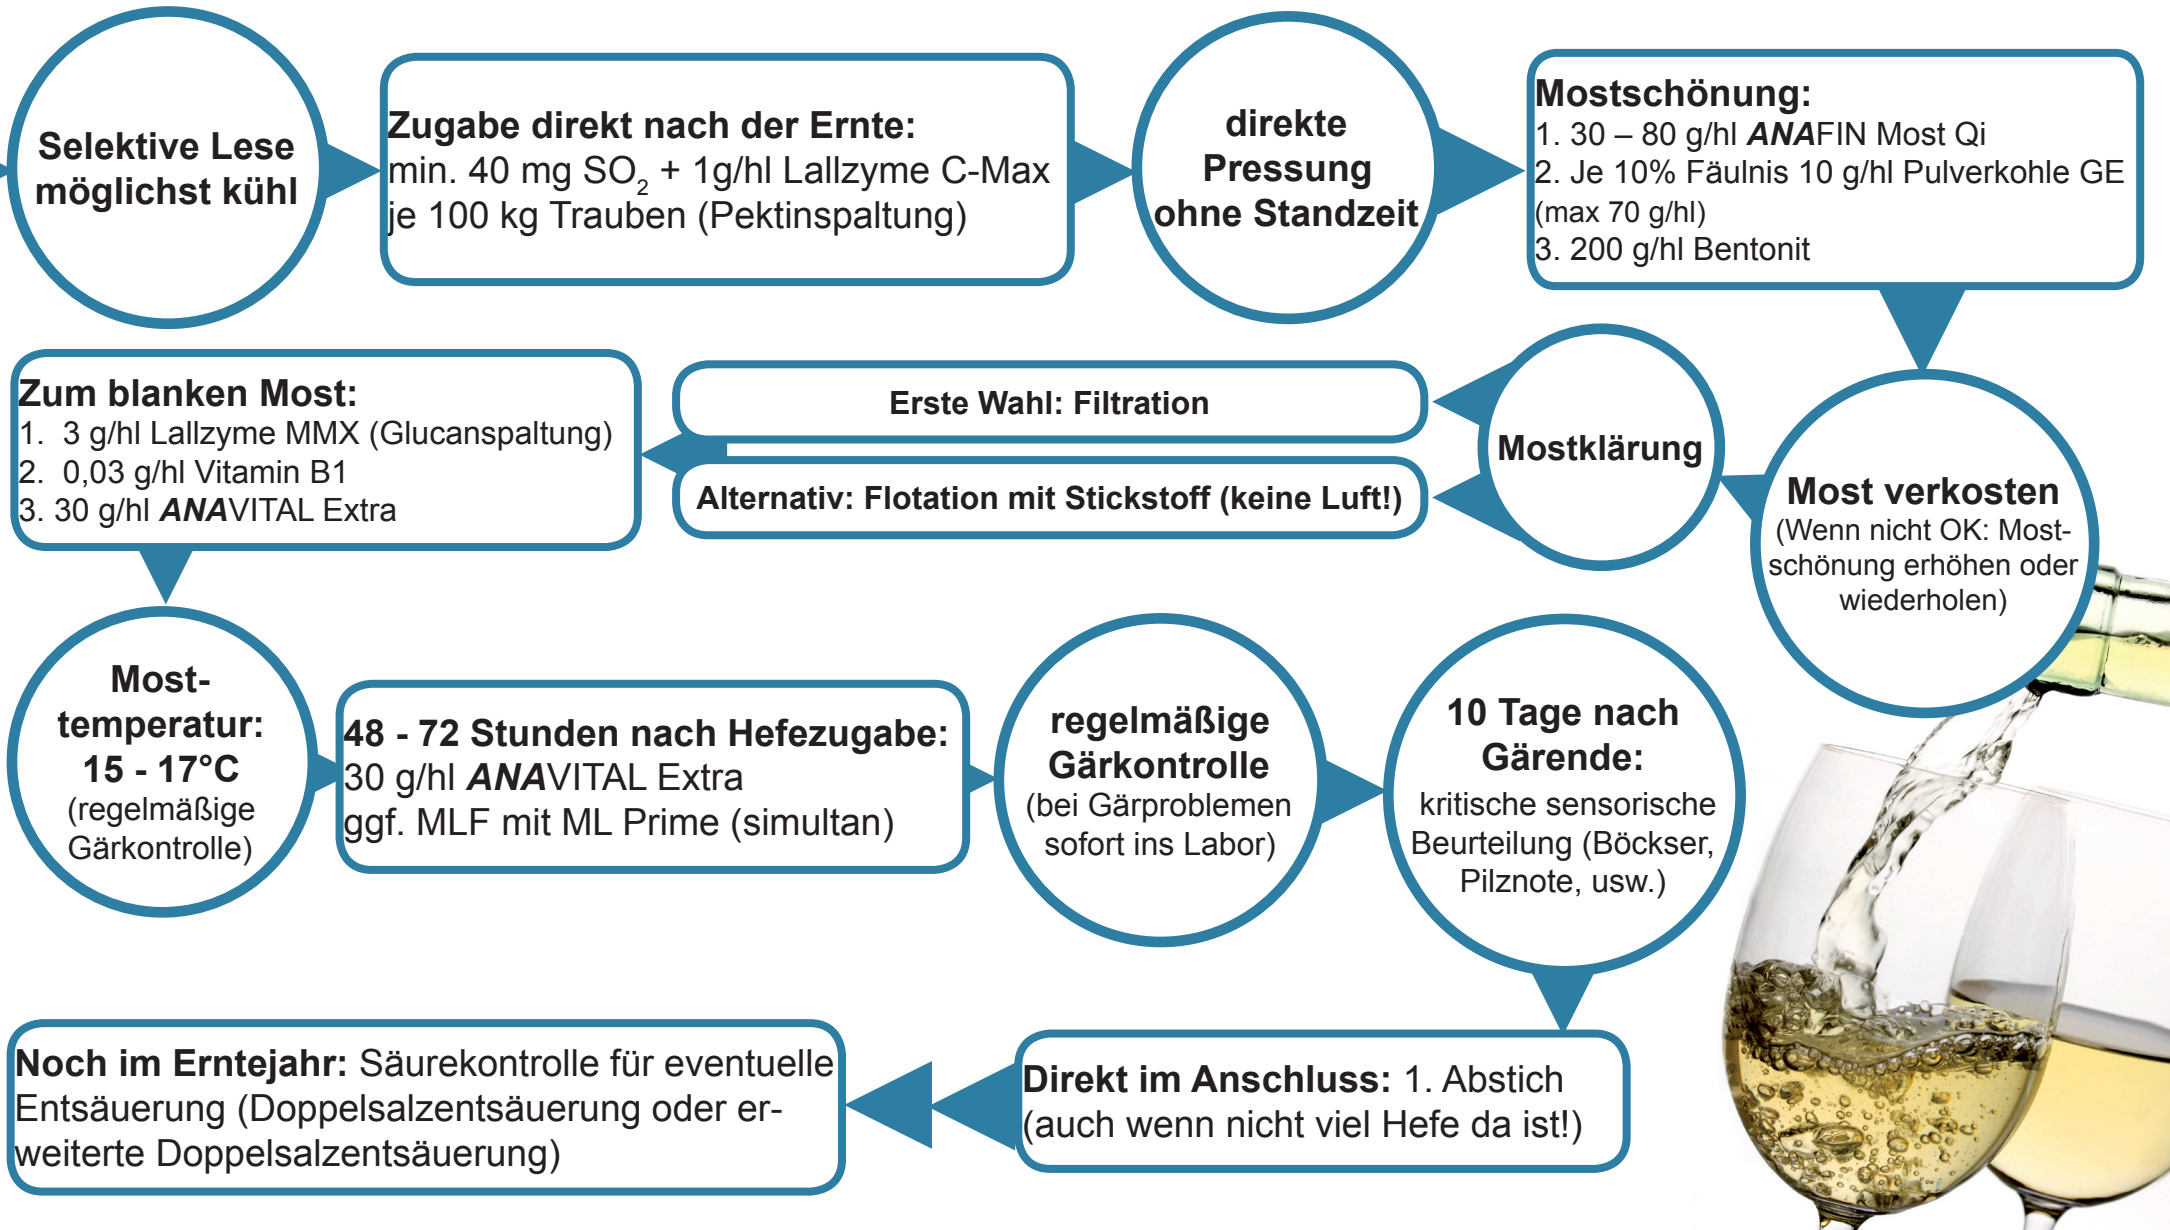 Selektive Lese
möglichst kühl
Zugabe direkt nach der Ernte:
min. 40 mg SO₂ + 1g/hl Lallzyme C-Max
je 100 kg Trauben (Pektinspaltung)
direkte
Pressung
ohne Standzeit
Mostschönung:
1. 30 – 80 g/hl ANAFIN Most Qi
2. Je 10% Fäulnis 10 g/hl Pulverkohle GE
(max 70 g/hl)
3. 200 g/hl Bentonit
Most verkosten
(Wenn nicht OK: Most-
schönung erhöhen oder
wiederholen)
Mostklärung
Erste Wahl: Filtration
Alternativ: Flotation mit Stickstoff (keine Luft!)
Zum blanken Most:
1. 3 g/hl Lallzyme MMX (Glucanspaltung)
2. 0,03 g/hl Vitamin B1
3. 30 g/hl ANAVITAL Extra
Most-
temperatur:
15 - 17°C
(regelmäßige
Gärkontrolle)
48 - 72 Stunden nach Hefezugabe:
30 g/hl ANAVITAL Extra
ggf. MLF mit ML Prime (simultan)
regelmäßige
Gärkontrolle
(bei Gärproblemen
sofort ins Labor)
10 Tage nach
Gärende:
kritische sensorische
Beurteilung (Böckser,
Pilznote, usw.)
Direkt im Anschluss: 1. Abstich
(auch wenn nicht viel Hefe da ist!)
Noch im Erntejahr: Säurekontrolle für eventuelle
Entsäuerung (Doppelsalzentsäuerung oder er-
weiterte Doppelsalzentsäuerung)